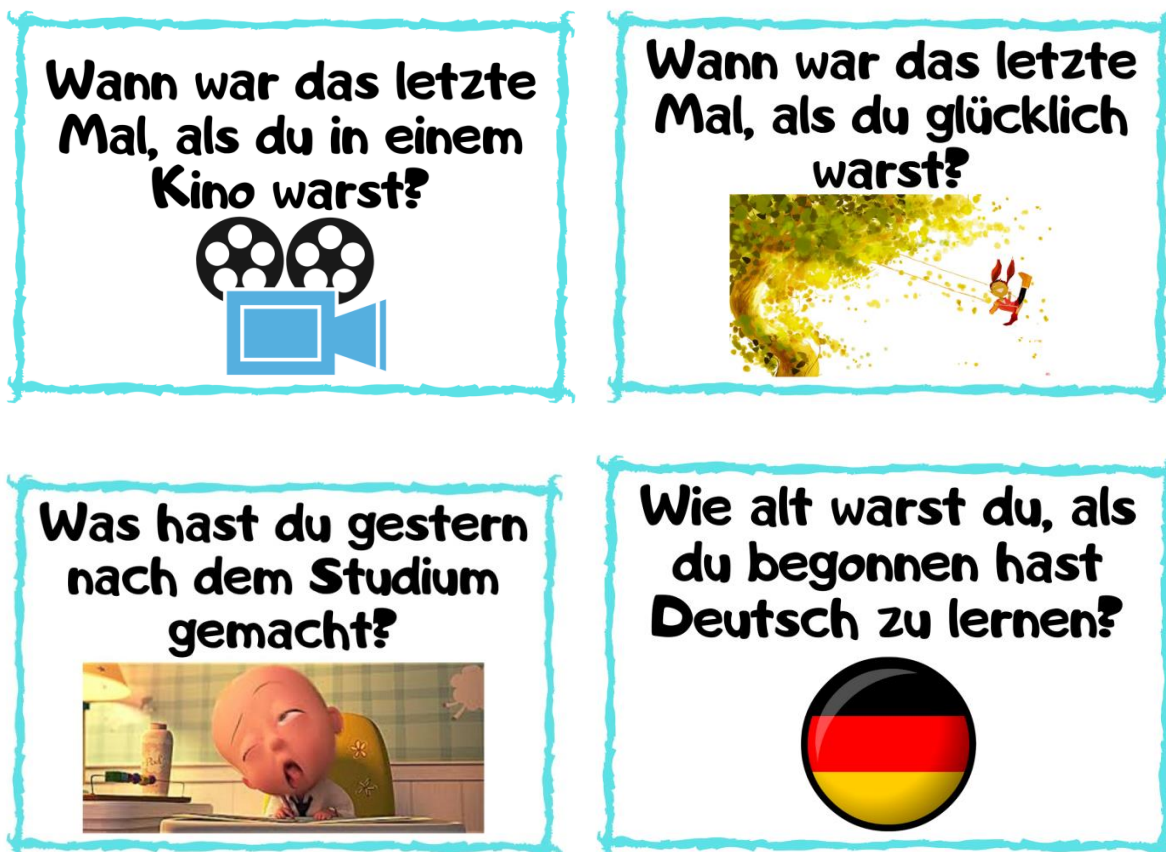 Wann war das letzte
Mal, als du in einem
Kino warst?
Wann war das letzte
Mal, als du glücklich
warst?
Was hast du gestern
nach dem Studium
gemacht?
Wie alt warst du, als
du begonnen hast
Deutsch zu lernen?